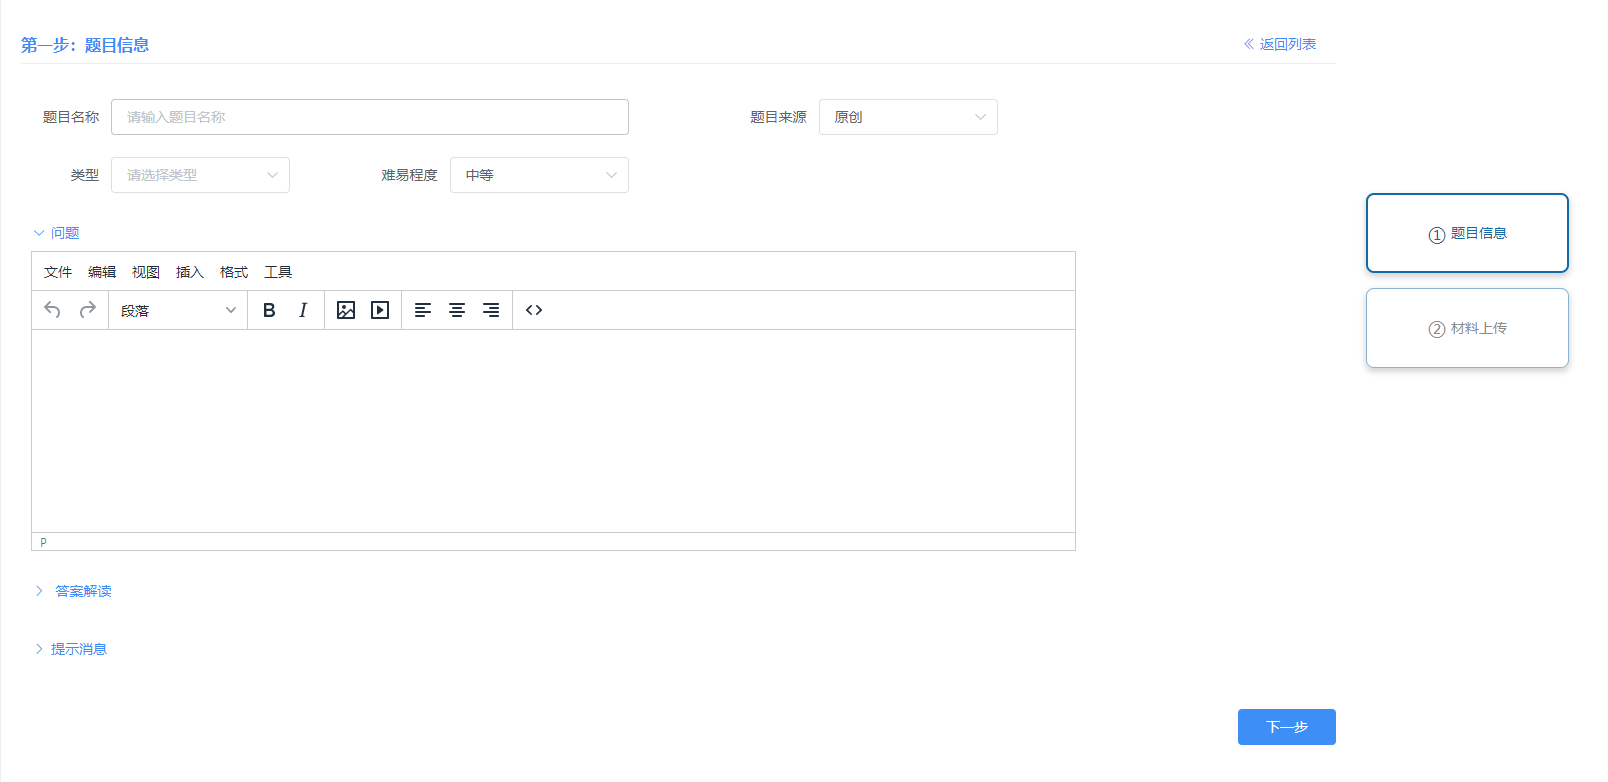 第一步：题目信息
返回列表
题目名称 请输入题目名称 题目来源 原创
类型 请选择类型 难易程度 中等
问题
文件 编辑 视图 插入 格式 工具
段落 B I
P
答案解读
提示消息
下一步
① 题目信息
② 材料上传